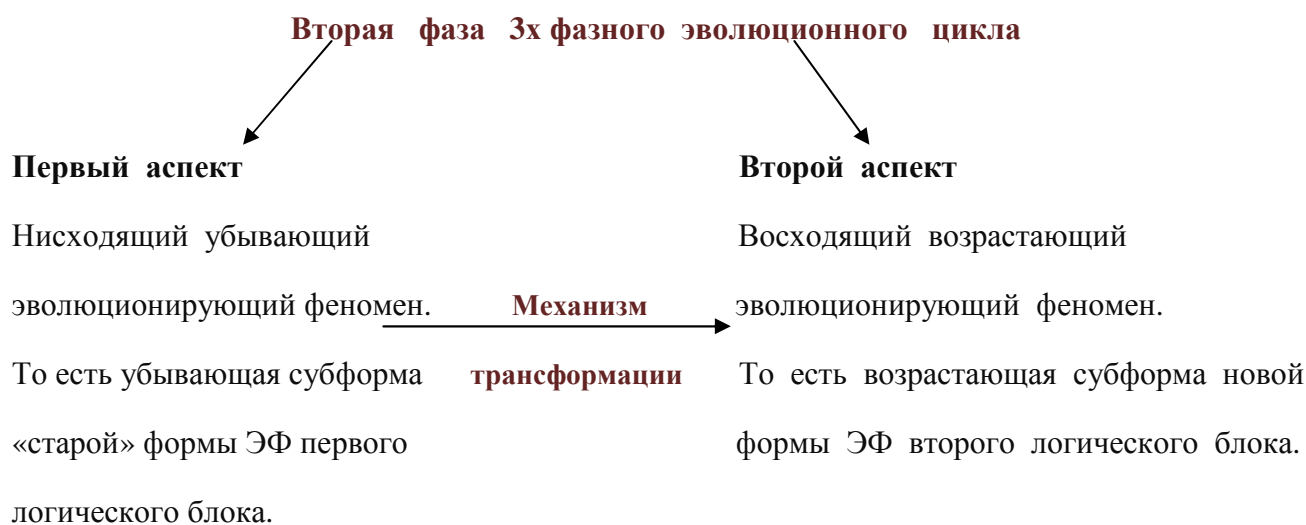 Вторая фаза 3х фазного эволюционного цикла
Первый аспект
Нисходящий убывающий
эволюционирующий феномен.
То есть убывающая субформа
«старой» формы ЭФ первого
логического блока.
Механизм
трансформации
Второй аспект
Восходящий возрастающий
эволюционирующий феномен.
То есть возрастающая субформа новой
формы ЭФ второго логического блока.